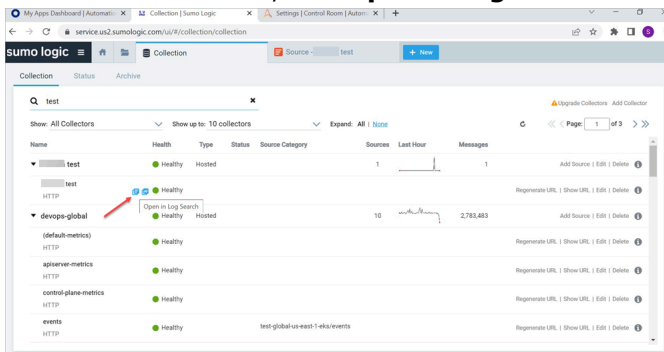 My Apps Dashboard | Automatic
Collection | Sumo Logic
Settings | Control Room | Autom
service.us2.sumologic.com/ui/#/collection/collection
S
sumo logic
Collection
Source - test
+ New
Collection Status Archive
test
Upgrade Collectors Add Collector
Show: All Collectors Show up to: 10 collectors Expand: All | None
Page: 1 of 3
Name Health Type Status Source Category Sources Last Hour Messages
test Healthy Hosted 1 1 Add Source | Edit | Delete
test
HTTP Healthy Regenerate URL | Show URL | Edit | Delete
Open in Log Search
devops-global Healthy Hosted 10 2,783,483 Add Source | Edit | Delete
(default-metrics)
HTTP Healthy Regenerate URL | Show URL | Edit | Delete
apiserver-metrics
HTTP Healthy Regenerate URL | Show URL | Edit | Delete
control-plane-metrics
HTTP Healthy Regenerate URL | Show URL | Edit | Delete
events
HTTP Healthy test-global-us-east-1-eks/events Regenerate URL | Show URL | Edit | Delete